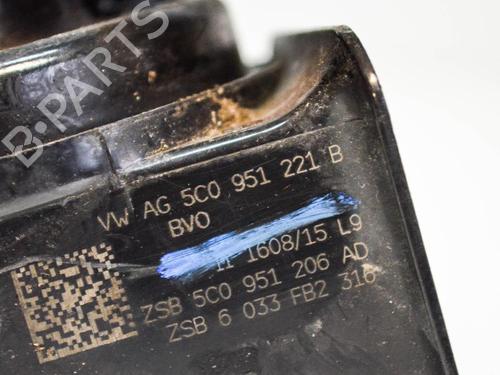 B-PARTS
VW AG 5C0 951 221 B
BVO
1608/15 L9
ZSB 5C0 951 206 AD
ZSB 6 033 FB2 316